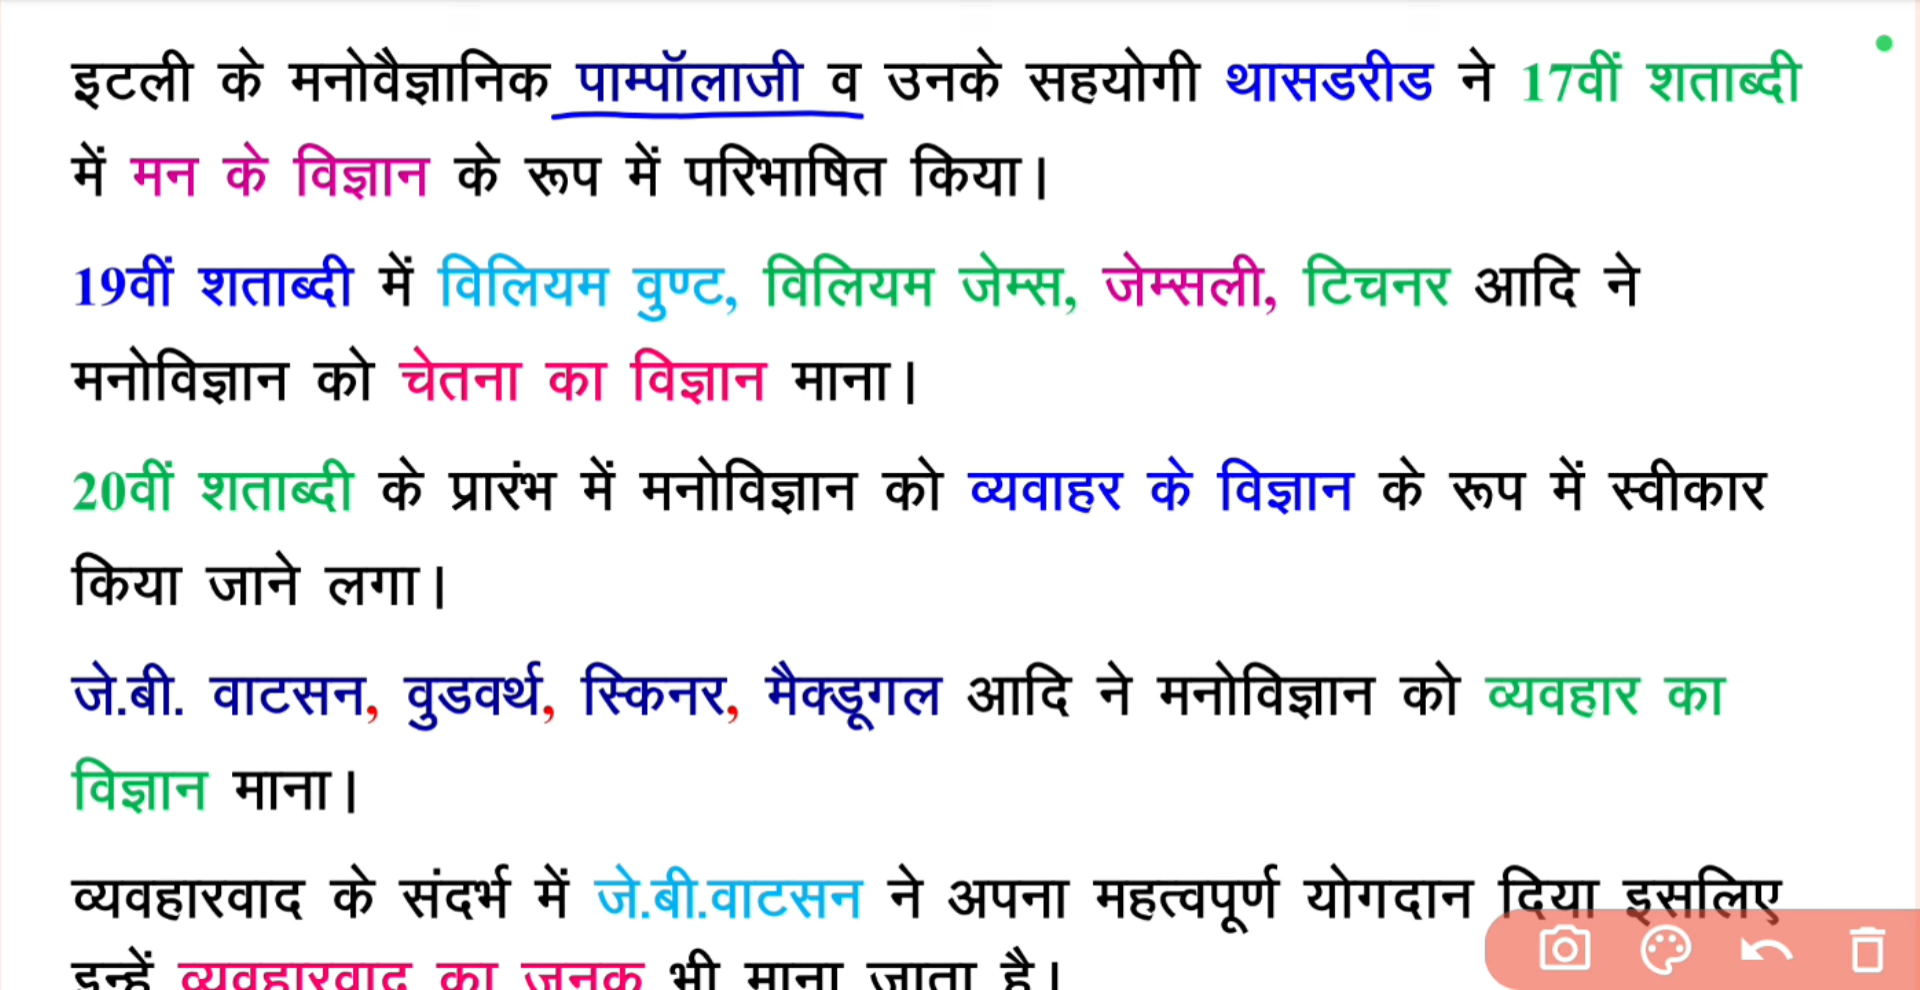 इटली के मनोवैज्ञानिक पाम्पॉलाजी व उनके सहयोगी थासडरीड ने 17वीं शताब्दी
में मन के विज्ञान के रूप में परिभाषित किया।
19वीं शताब्दी में विलियम वुण्ट, विलियम जेम्स, जेम्सली, टिचनर आदि ने
मनोविज्ञान को चेतना का विज्ञान माना।
20वीं शताब्दी के प्रारंभ में मनोविज्ञान को व्यवाहर के विज्ञान के रूप में स्वीकार
किया जाने लगा।
जे.बी. वाटसन, वुडवर्थ, स्किनर, मैक्डूगल आदि ने मनोविज्ञान को व्यवहार का
विज्ञान माना।
व्यवहारवाद के संदर्भ में जे.बी.वाटसन ने अपना महत्वपूर्ण योगदान दिया इसलिए
इन्हें व्यवहारवाद का जनक भी माना जाता है।